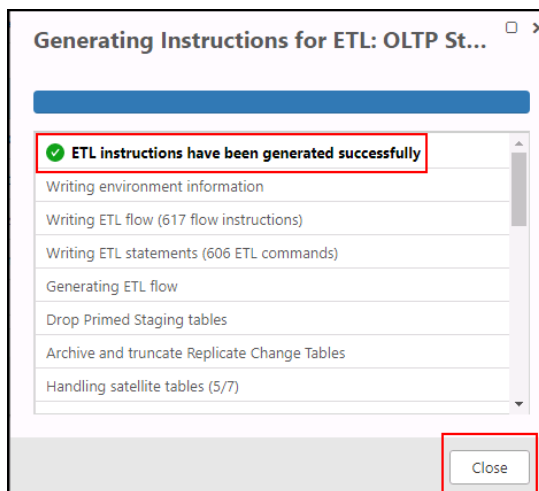 Generating Instructions for ETL: OLTP St...
ETL instructions have been generated successfully
Writing environment information
Writing ETL flow (617 flow instructions)
Writing ETL statements (606 ETL commands)
Generating ETL flow
Drop Primed Staging tables
Archive and truncate Replicate Change Tables
Handling satellite tables (5/7)
Close